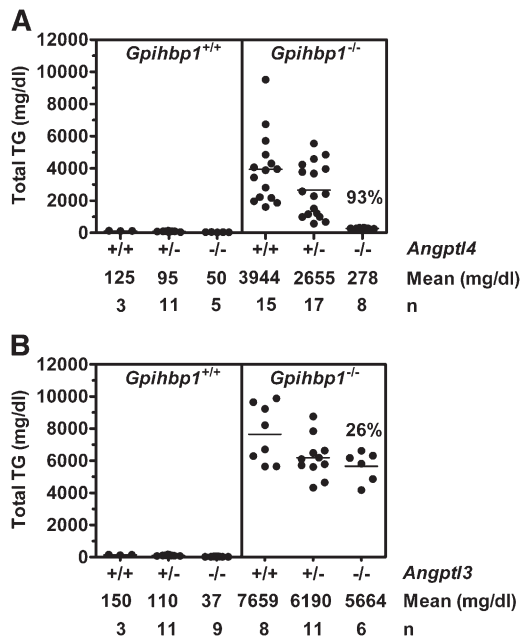 A
Gpihbp1+/+ Gpihbp1-/-
12000
10000
8000
6000
4000
2000
0
Total TG (mg/dl)
93%
+/+ +/- -/- +/+ +/- -/- Angptl4
125 95 50 3944 2655 278 Mean (mg/dl)
3 11 5 15 17 8 n
B
Gpihbp1+/+ Gpihbp1-/-
12000
10000
8000
6000
4000
2000
0
Total TG (mg/dl)
26%
+/+ +/- -/- +/+ +/- -/- Angptl3
150 110 37 7659 6190 5664 Mean (mg/dl)
3 11 9 8 11 6 n